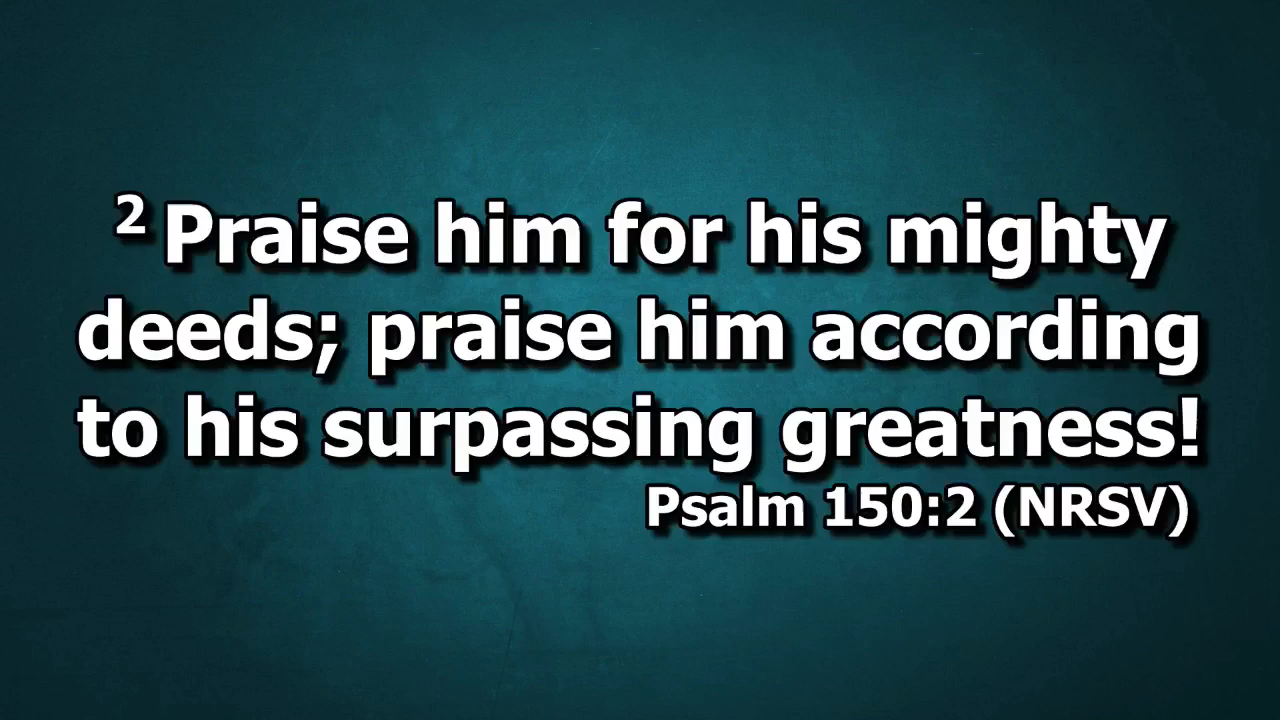 2 Praise him for his mighty
deeds; praise him according
to his surpassing greatness!
Psalm 150:2 (NRSV)